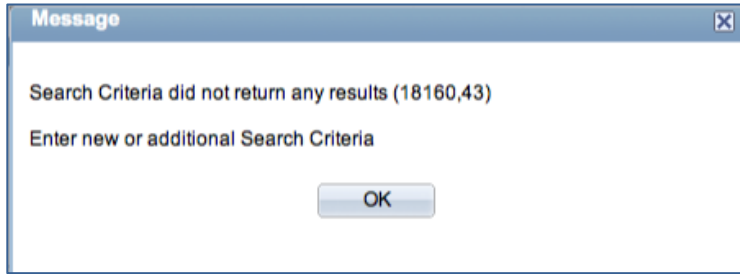 Message
Search Criteria did not return any results (18160,43)
Enter new or additional Search Criteria
OK